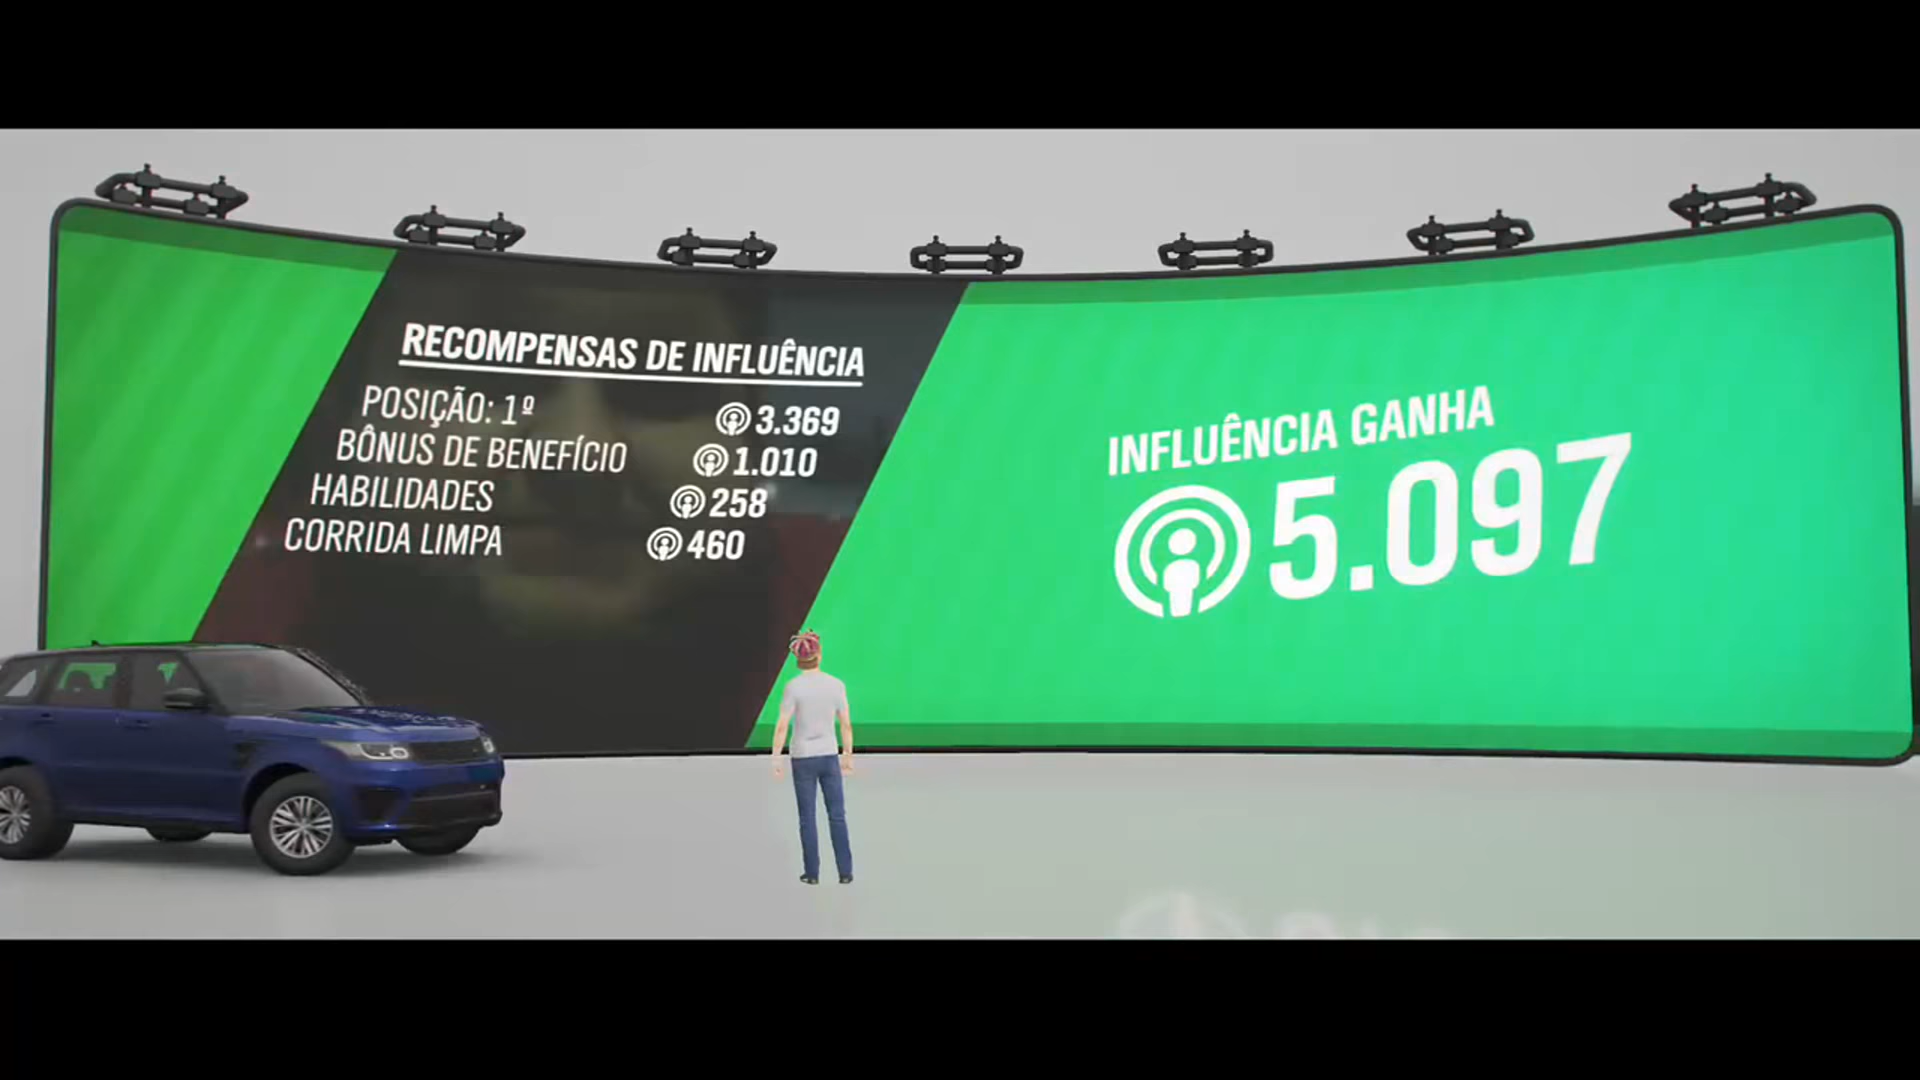 RECOMPENSAS DE INFLUÊNCIA
POSIÇÃO: 1º 3.369
BÔNUS DE BENEFÍCIO 1.010
HABILIDADES 258
CORRIDA LIMPA 460
INFLUÊNCIA GANHA
5.097